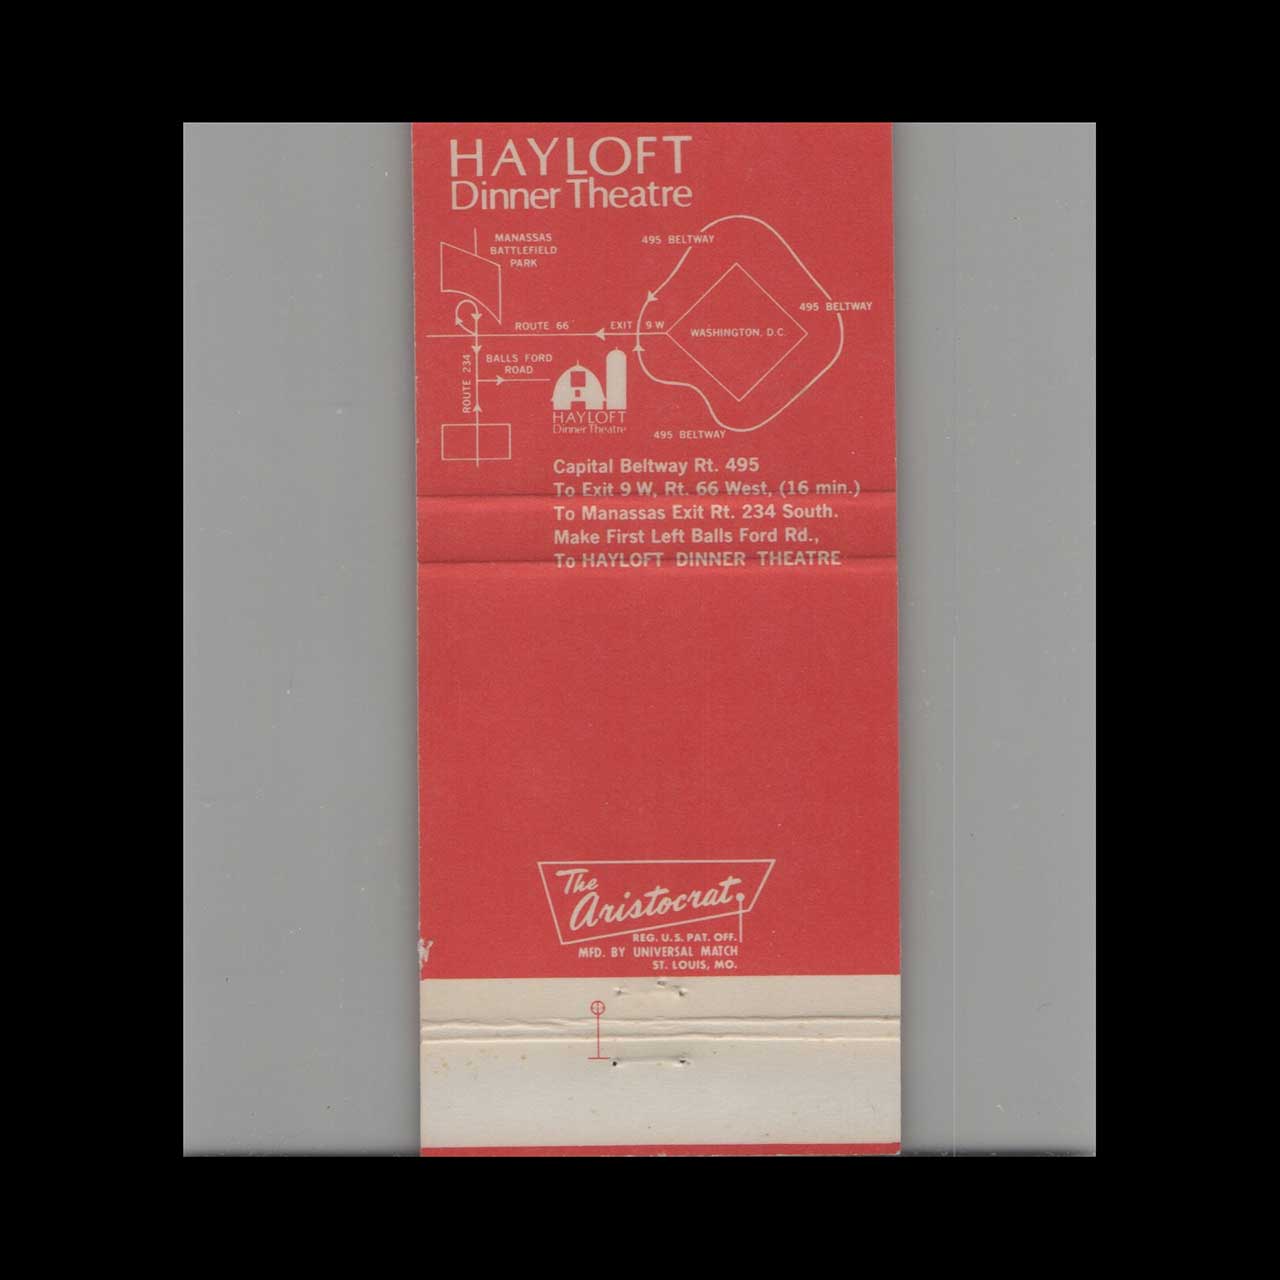 HAYLOFT
Dinner Theatre
MANASSAS
BATTLEFIELD
PARK
495 BELTWAY
495 BELTWAY
ROUTE 66
EXIT 9 W
WASHINGTON, D.C.
ROUTE 234
BALLS FORD
ROAD
HAYLOFT
Dinner Theatre
495 BELTWAY
Capital Beltway Rt. 495
To Exit 9 W, Rt. 66 West, (16 min.)
To Manassas Exit Rt. 234 South.
Make First Left Balls Ford Rd.,
To HAYLOFT DINNER THEATRE
The
Aristocrat
REG. U.S. PAT. OFF.
MFD. BY UNIVERSAL MATCH
ST. LOUIS, MO.